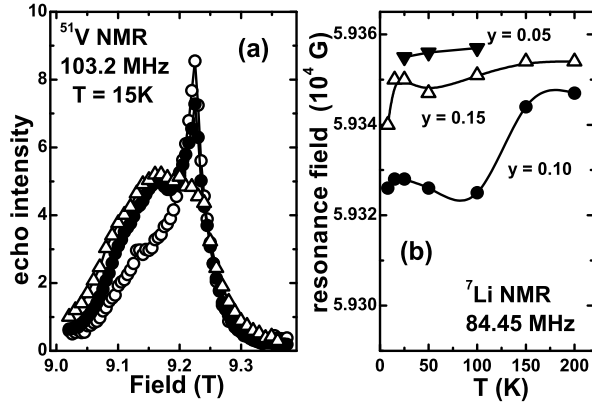 ⁵¹V NMR
103.2 MHz
T = 15K
(a)
echo intensity
10
8
6
4
2
0
9.0 9.1 9.2 9.3
Field (T)
y = 0.05
y = 0.15
y = 0.10
(b)
⁷Li NMR
84.45 MHz
resonance field (10⁴ G)
5.936
5.934
5.932
5.930
0 50 100 150 200
T (K)